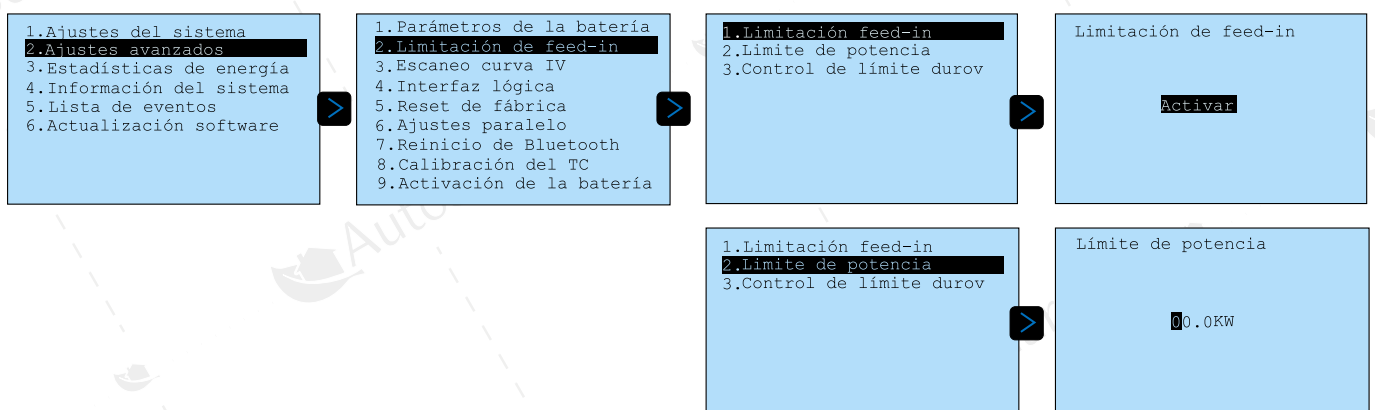 1.Ajustes del sistema
2.Ajustes avanzados
3.Estadísticas de energía
4.Información del sistema
5.Lista de eventos
6.Actualización software
1.Parámetros de la batería
2.Limitación de feed-in
3.Escaneo curva IV
4.Interfaz lógica
5.Reset de fábrica
6.Ajustes paralelo
7.Reinicio de Bluetooth
8.Calibración del TC
9.Activación de la batería
1.Limitación feed-in
2.Limite de potencia
3.Control de límite durov
Limitación de feed-in
Activar
1.Limitación feed-in
2.Limite de potencia
3.Control de límite durov
Límite de potencia
00.0KW